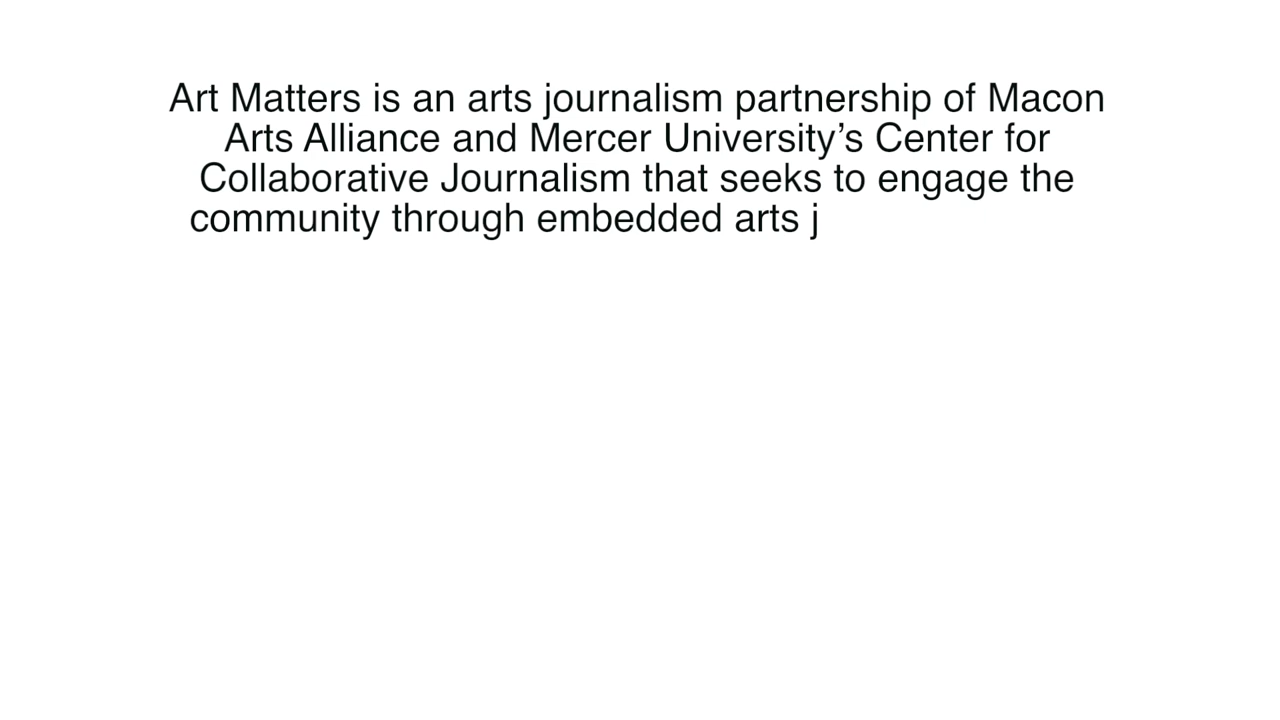 Art Matters is an arts journalism partnership of Macon
Arts Alliance and Mercer University’s Center for
Collaborative Journalism that seeks to engage the
community through embedded arts j